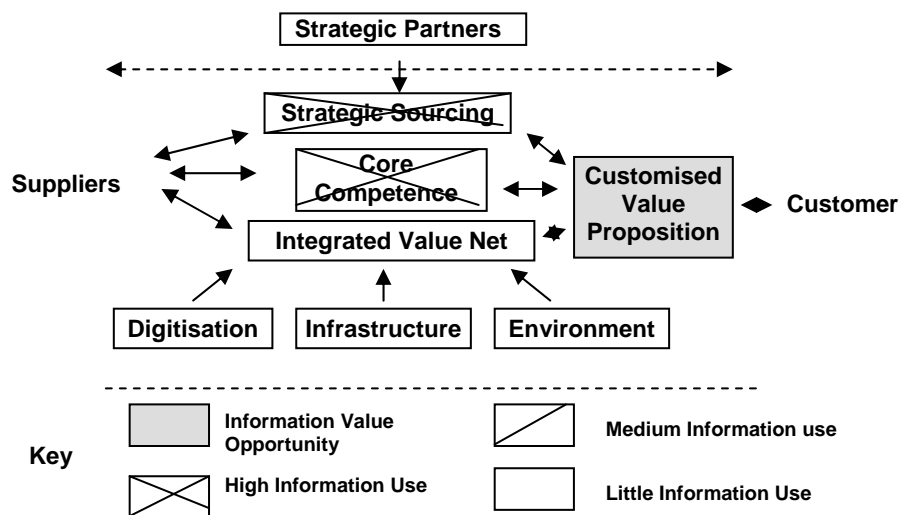 Strategic Partners
Strategic Sourcing
Suppliers
Core
Competence
Customised
Value
Proposition
Customer
Integrated Value Net
Digitisation
Infrastructure
Environment
Key
Information Value
Opportunity
Medium Information use
High Information Use
Little Information Use